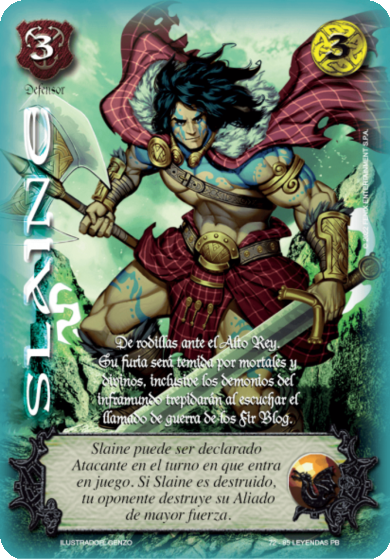 3
3
Defensor
SLAINE
De rodillas ante el Alto Rey.
Su furia será temida por mortales y
divinos, inclusive los demonios del
inframundo trepidarán al escuchar el
llamado de guerra de los Fir Blog.
Slaine puede ser declarado
Atacante en el turno en que entra
en juego. Si Slaine es destruido,
tu oponente destruye su Aliado
de mayor fuerza.
LEYENDAS PB
ENTERTAINMENT S.P.A.